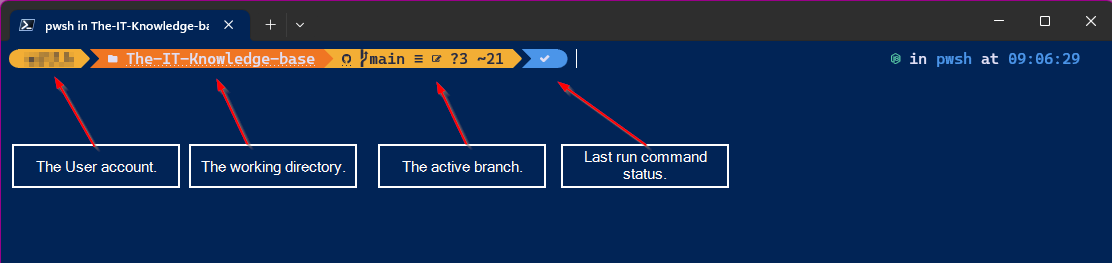 pwsh in The-IT-Knowledge-ba
The-IT-Knowledge-base main ≡ ?3 ~21 in pwsh at 09:06:29
The User account.
The working directory.
The active branch.
Last run command
status.